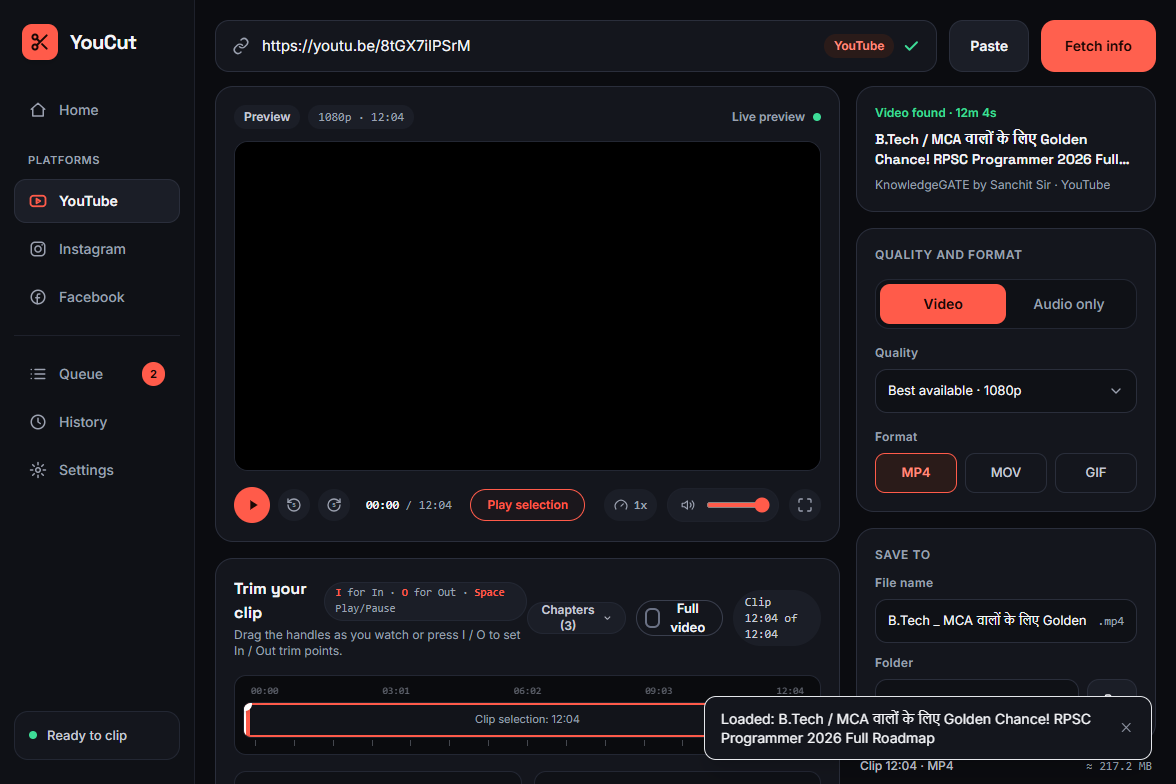 YouCut
Home
PLATFORMS
YouTube
Instagram
Facebook
Queue
2
History
Settings
Ready to clip
https://youtu.be/8tGX7iIPSrM
YouTube
Paste
Fetch info
Preview
1080p · 12:04
Live preview
5
5
00:00 / 12:04
Play selection
1x
Trim your
clip
I for In · O for Out · Space
Play/Pause
Drag the handles as you watch or press I / O to set
In / Out trim points.
Chapters
(3)
Full
video
Clip
12:04 of
12:04
00:00
03:01
06:02
09:03
12:04
Clip selection: 12:04
Video found · 12m 4s
B.Tech / MCA वालों के लिए Golden
Chance! RPSC Programmer 2026 Full...
KnowledgeGATE by Sanchit Sir · YouTube
QUALITY AND FORMAT
Video
Audio only
Quality
Best available · 1080p
Format
MP4
MOV
GIF
SAVE TO
File name
B.Tech _ MCA वालों के लिए Golden
.mp4
Folder
Loaded: B.Tech / MCA वालों के लिए Golden Chance! RPSC
Programmer 2026 Full Roadmap
Clip 12:04 · MP4
≈ 217.2 MB